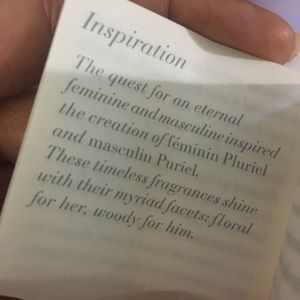 Inspiration
The quest for an eternal
feminine and masculine inspired
the creation of féminin Pluriel
and masculin Puriel.
These timeless fragrances shine
with their myriad facets: floral
for her, woody for him.